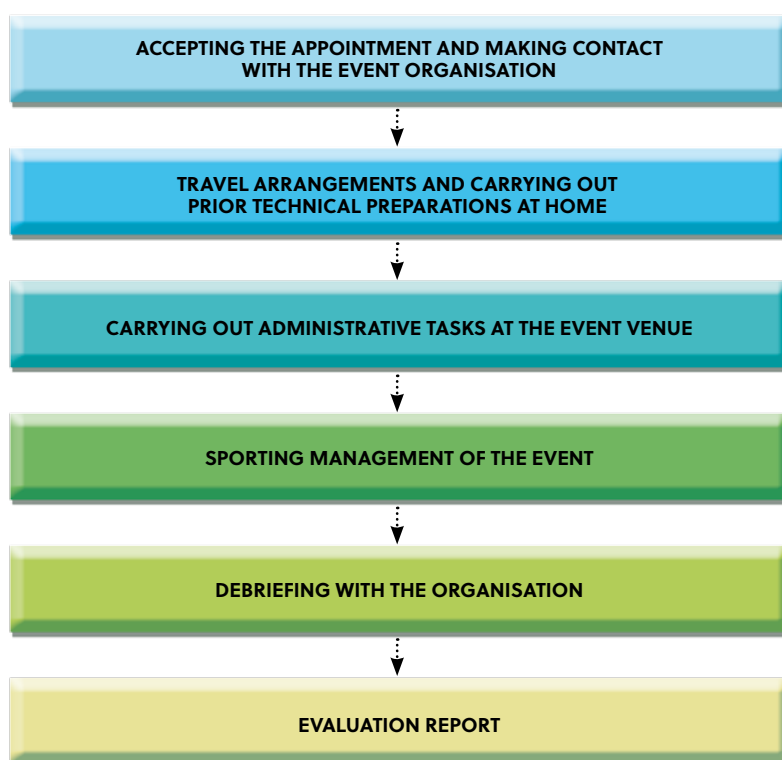 ACCEPTING THE APPOINTMENT AND MAKING CONTACT
WITH THE EVENT ORGANISATION
TRAVEL ARRANGEMENTS AND CARRYING OUT
PRIOR TECHNICAL PREPARATIONS AT HOME
CARRYING OUT ADMINISTRATIVE TASKS AT THE EVENT VENUE
SPORTING MANAGEMENT OF THE EVENT
DEBRIEFING WITH THE ORGANISATION
EVALUATION REPORT